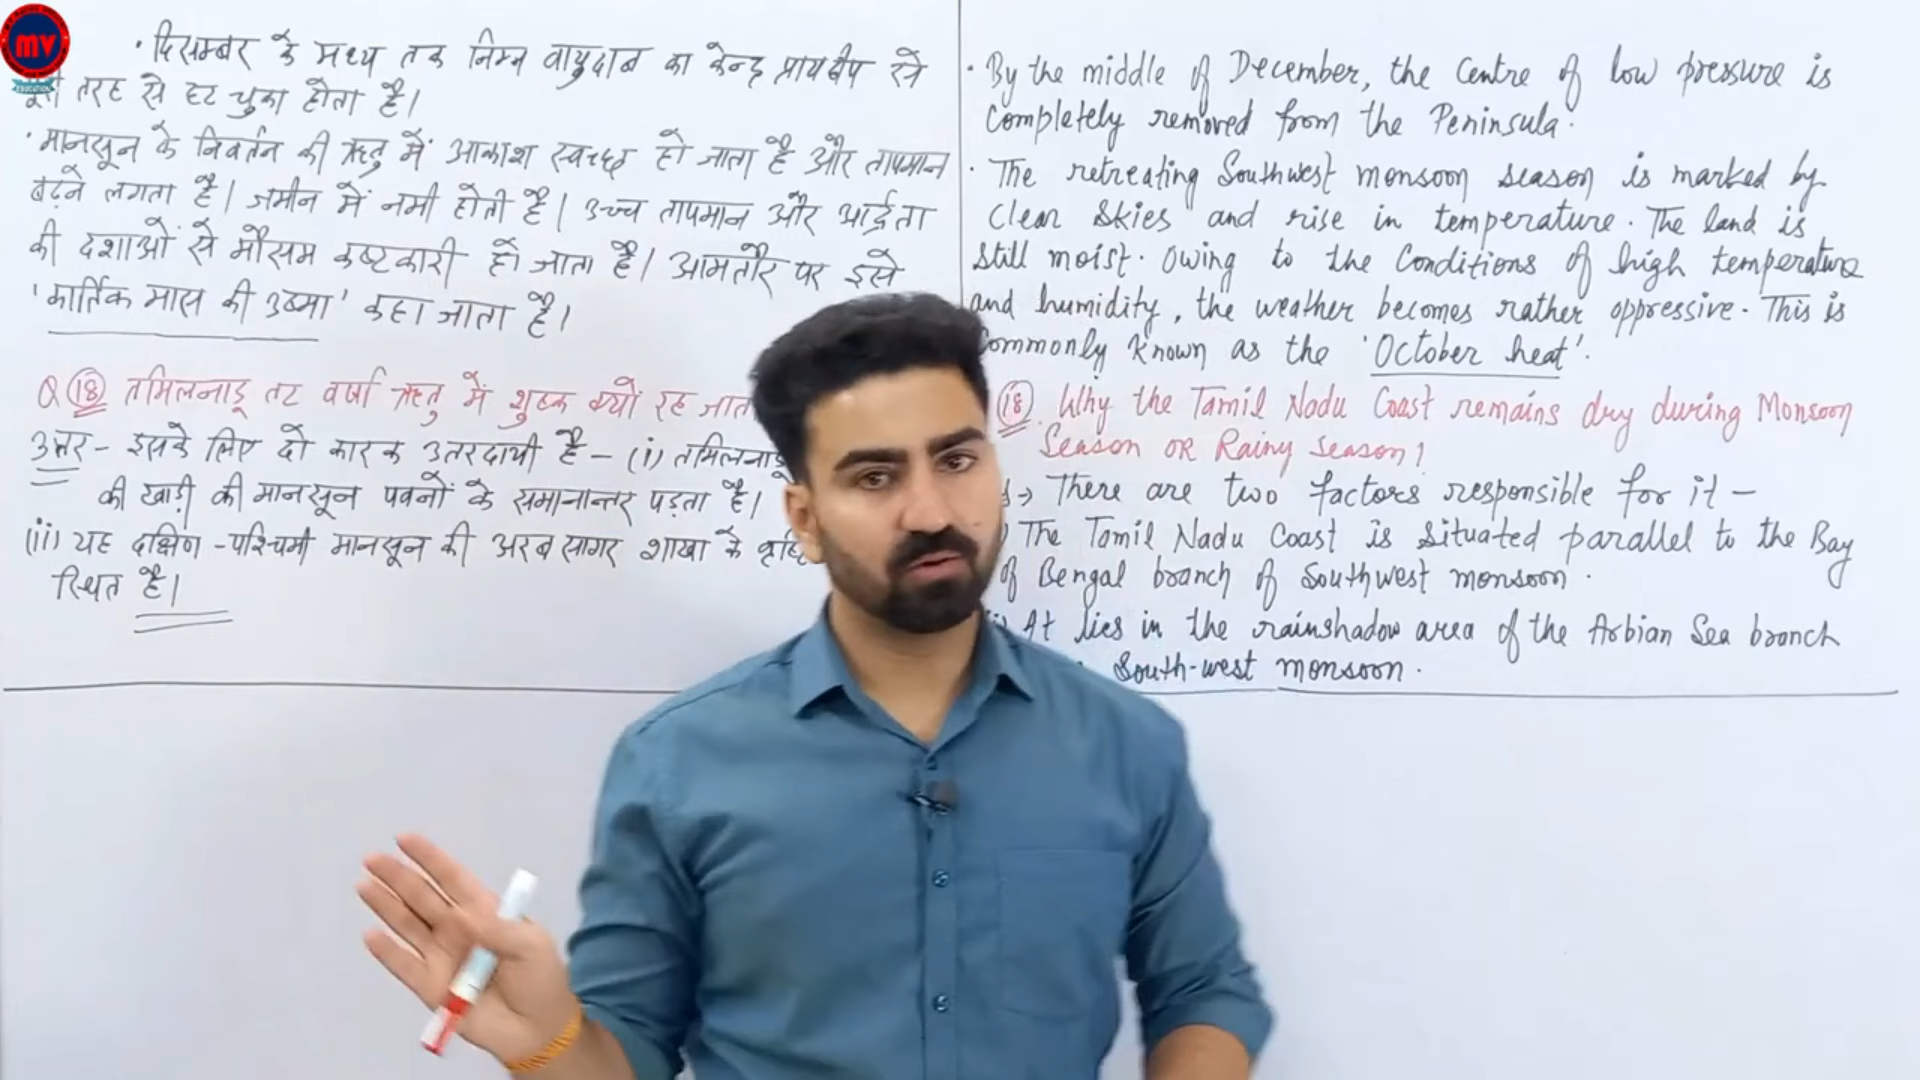 mv
EDUCATION
· दिसम्बर के मध्य तक निम्न वायुदाब का केन्द्र प्रायद्वीप से
तरह से हट चुका होता है।
· मानसून के निवर्तन की ऋतु में आकाश स्वच्छ हो जाता है और तापमान
बढ़ने लगता है। जमीन में नमी होती है। उच्च तापमान और आर्द्रता
की दशाओं से मौसम कष्टकारी हो जाता है। आमतौर पर इसे
'कार्तिक मास की उष्मा' कहा जाता है।
Q 18 तमिलनाडू तट वर्षा ऋतु में शुष्क क्यों रह जात
उत्तर - इसके लिए दो कारक उतरदायी है - (i) तमिलनाडू
की खाड़ी की मानसून पवनों के समानान्तर पड़ता है।
(ii) यह दक्षिण - पश्चिमी मानसून की अरब सागर शाखा के
स्थित है।
· By the middle of December, the Centre of low pressure is
Completely removed from the Peninsula.
· The retreating Southwest monsoon season is marked by
Clear Skies and rise in temperature. The land is
still moist. Owing to the Conditions of high temperature
and humidity, the weather becomes rather oppressive. This is
Commonly known as the 'October heat'.
18. Why the Tamil Nadu Coast remains dry during Monsoon
Season OR Rainy season?
→ There are two factors responsible for it -
The Tamil Nadu Coast is situated parallel to the Bay
of Bengal branch of Southwest monsoon.
At lies in the rainshadow area of the Arbian Sea branch
South-west monsoon.